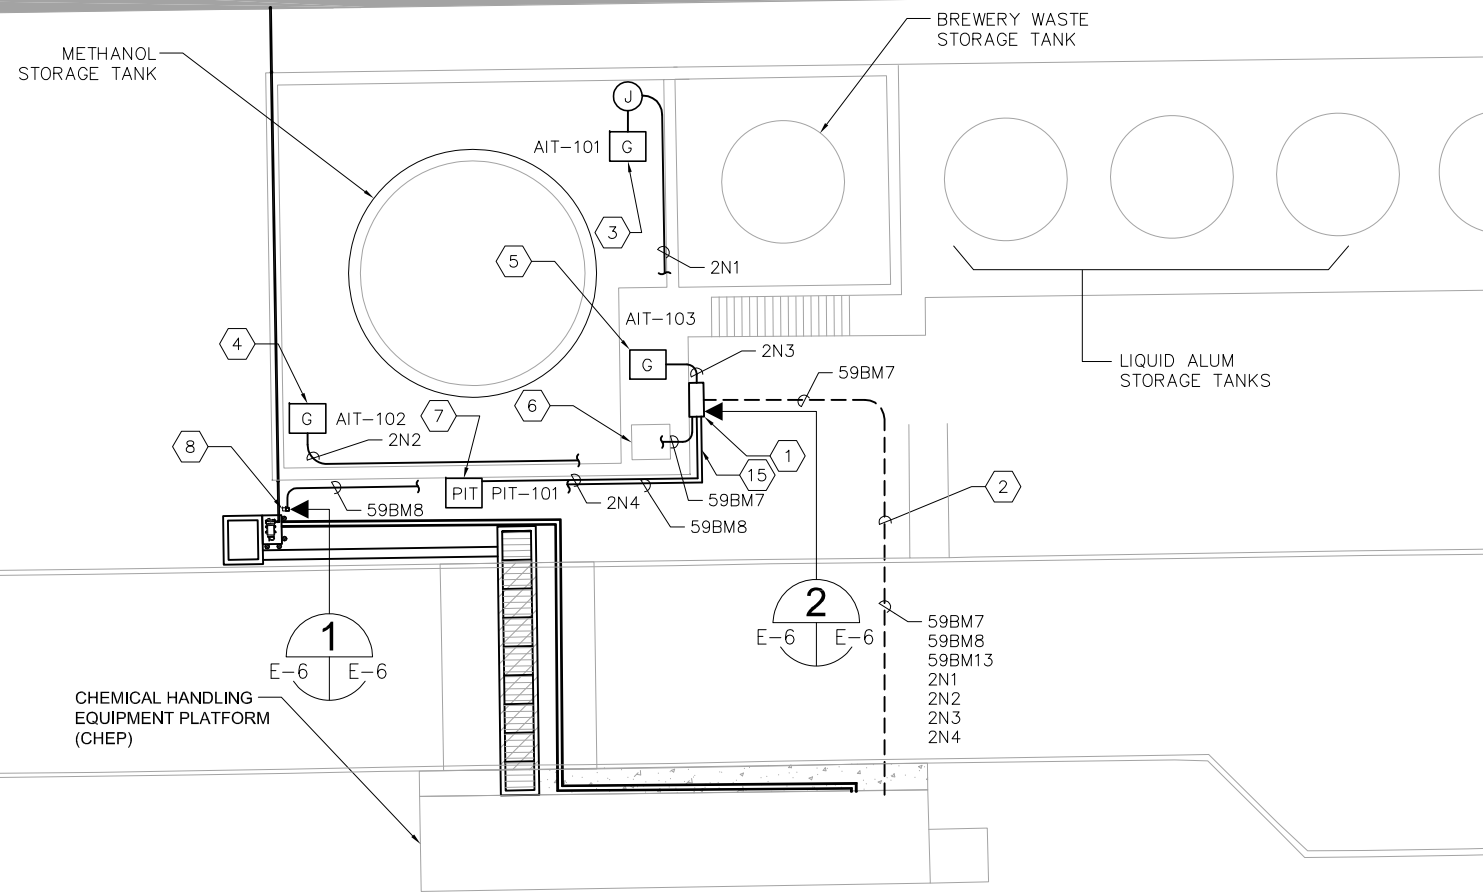 BREWERY WASTE
STORAGE TANK
METHANOL
STORAGE TANK
J
AIT-101
G
3
5
2N1
AIT-103
4
G
2N3
LIQUID ALUM
STORAGE TANKS
59BM7
6
7
G
AIT-102
2N2
8
1
15
PIT
PIT-101
2N4
59BM7
2
59BM8
59BM8
2
E-6
E-6
1
E-6
E-6
59BM7
59BM8
59BM13
2N1
2N2
2N3
2N4
CHEMICAL HANDLING
EQUIPMENT PLATFORM
(CHEP)